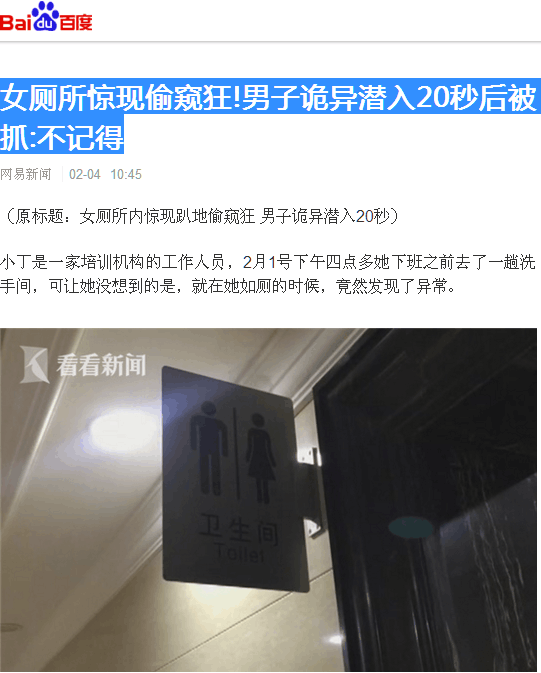 Baidu百度
女厕所惊现偷窥狂!男子诡异潜入20秒后被
抓:不记得
网易新闻 02-04 10:45
（原标题：女厕所内惊现趴地偷窥狂 男子诡异潜入20秒）
小丁是一家培训机构的工作人员，2月1号下午四点多她下班之前去了一趟洗
手间，可让她没想到的是，就在她如厕的时候，竟然发现了异常。
K 看看新闻
卫生间
Toilet